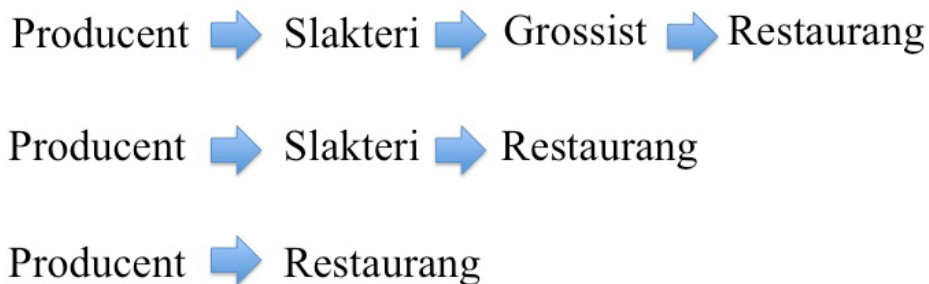 Producent Slakteri Grossist Restaurang
Producent Slakteri Restaurang
Producent Restaurang